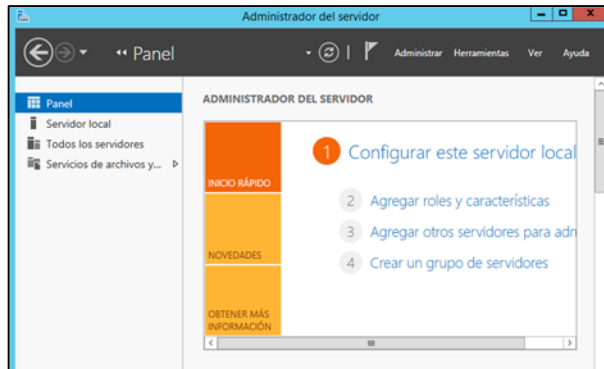 Administrador del servidor
Panel
Administrar Herramientas Ver Ayuda
Panel
Servidor local
Todos los servidores
Servicios de archivos y...
ADMINISTRADOR DEL SERVIDOR
INICIO RÁPIDO
NOVEDADES
OBTENER MÁS
INFORMACIÓN
1 Configurar este servidor local
2 Agregar roles y característicás
3 Agregar otros servidores para adn
4 Crear un grupo de servidores